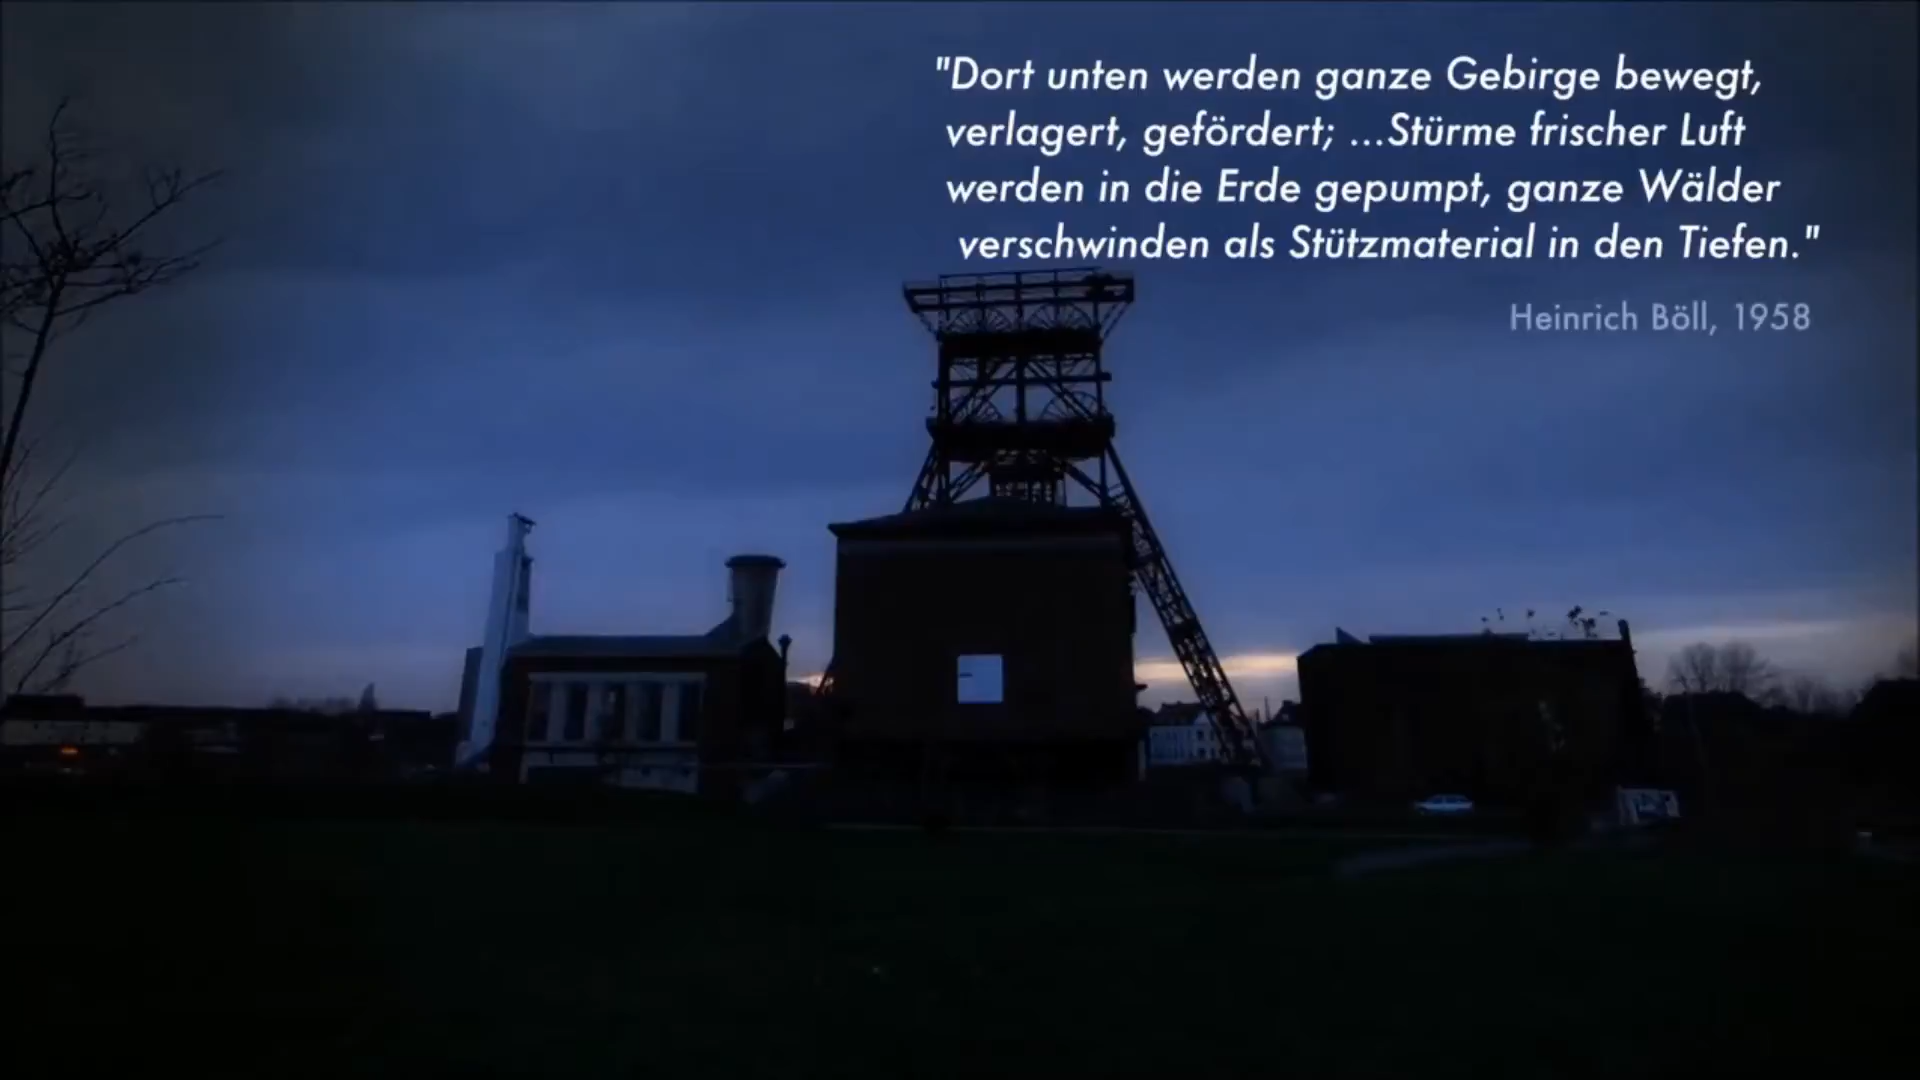 "Dort unten werden ganze Gebirge bewegt,
verlagert, gefördert; ...Stürme frischer Luft
werden in die Erde gepumpt, ganze Wälder
verschwinden als Stützmaterial in den Tiefen."
Heinrich Böll, 1958